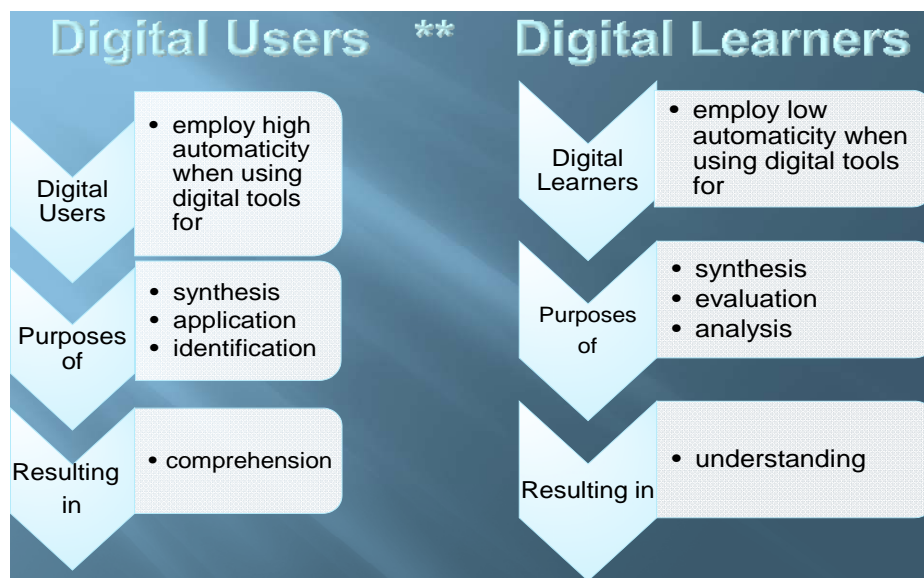 Digital Users ** Digital Learners
Digital
Users
• employ high
automaticity
when using
digital tools
for
Purposes
of
• synthesis
• application
• identification
Resulting
in
• comprehension
Digital
Learners
• employ low
automaticity when
using digital tools
for
Purposes
of
• synthesis
• evaluation
• analysis
Resulting in
• understanding